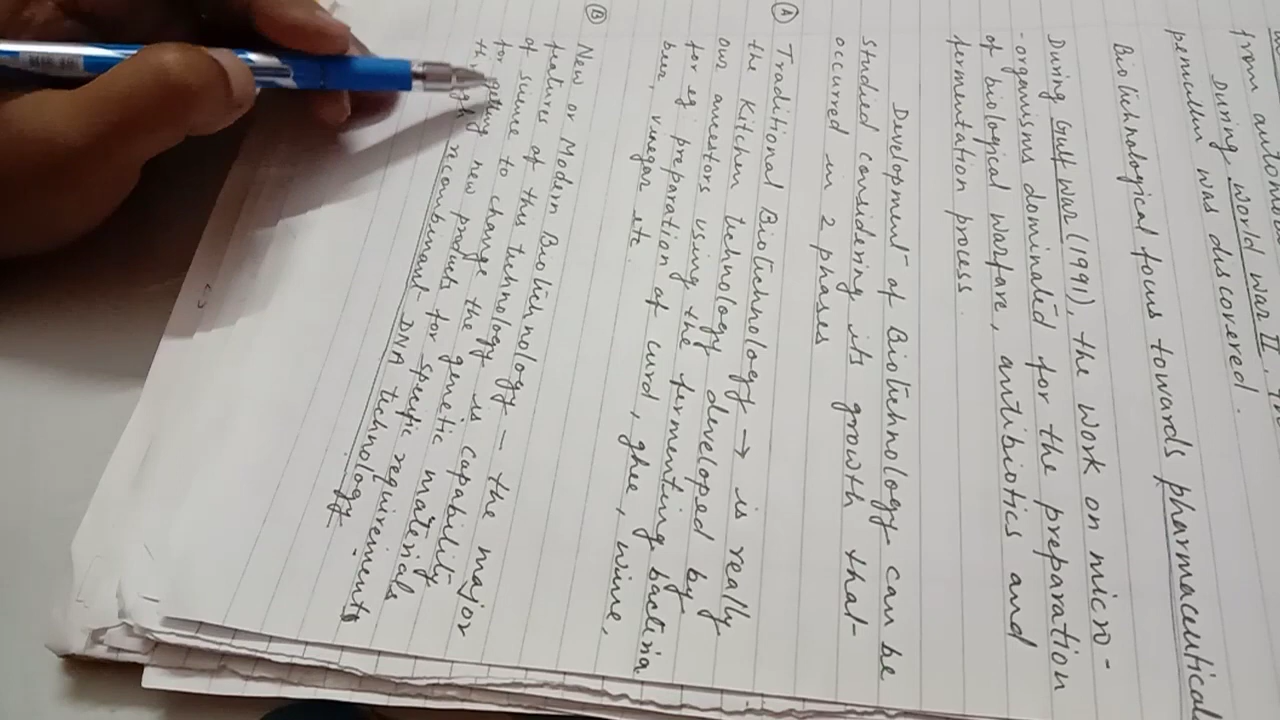 from autono
During world war II, the
penicillin was discovered.
Biotechnological focus towards pharmaceutical
During Gulf war (1991), the work on micro-
-organisms dominated for the preparation
of biological warfare, antibiotics and
fermentation process.
Development of Biotechnology can be
studied considering its growth that
occurred in 2 phases
Ⓐ Traditional Biotechnology → is really
the kitchen technology developed by
our ancestors using the fermenting bacteria
for eg preparation of curd, ghee, wine,
beer, vinegar etc.
Ⓑ New or Modern Biotechnology - the major
features of this technology is capability
of science to change the genetic material
for getting new products for specific requirements
through recombinant DNA technology.